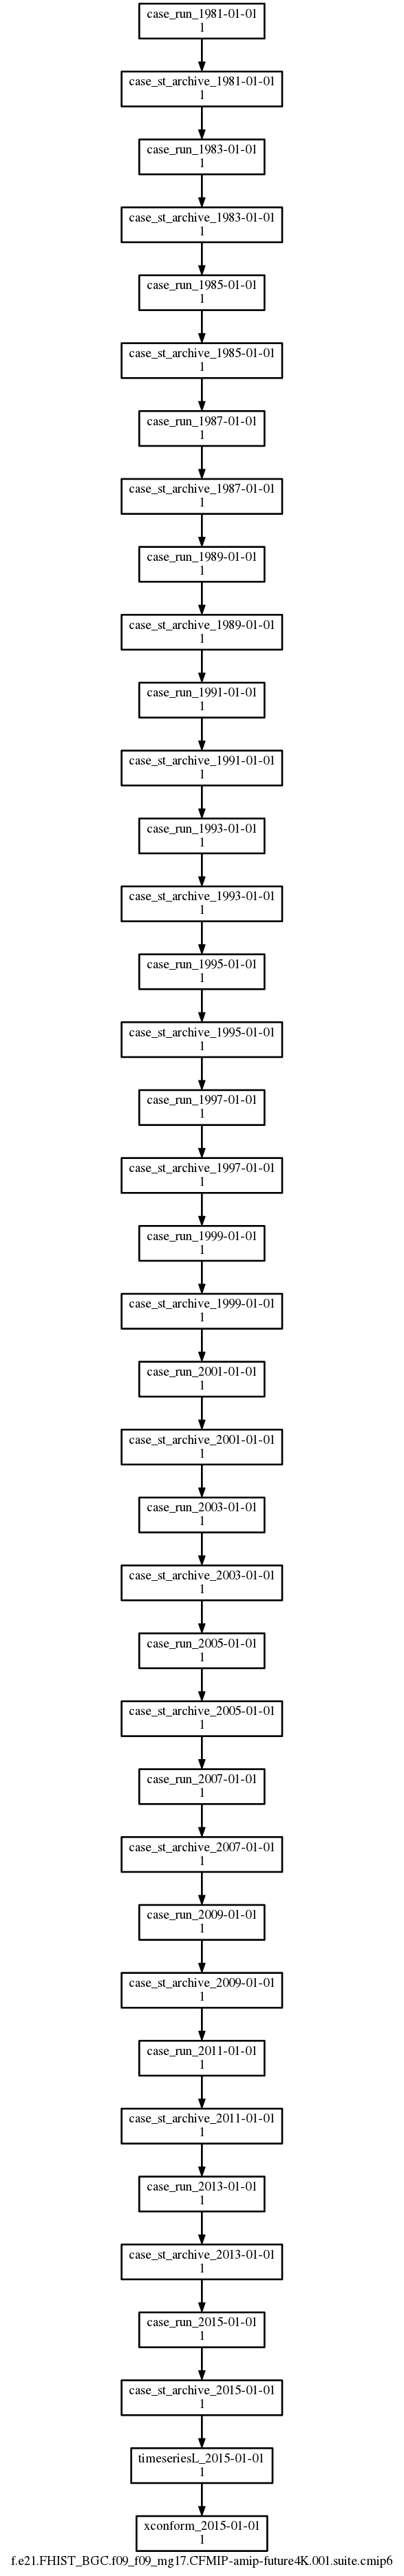 case_run_1981-01-01
1
case_st_archive_1981-01-01
1
case_run_1983-01-01
1
case_st_archive_1983-01-01
1
case_run_1985-01-01
1
case_st_archive_1985-01-01
1
case_run_1987-01-01
1
case_st_archive_1987-01-01
1
case_run_1989-01-01
1
case_st_archive_1989-01-01
1
case_run_1991-01-01
1
case_st_archive_1991-01-01
1
case_run_1993-01-01
1
case_st_archive_1993-01-01
1
case_run_1995-01-01
1
case_st_archive_1995-01-01
1
case_run_1997-01-01
1
case_st_archive_1997-01-01
1
case_run_1999-01-01
1
case_st_archive_1999-01-01
1
case_run_2001-01-01
1
case_st_archive_2001-01-01
1
case_run_2003-01-01
1
case_st_archive_2003-01-01
1
case_run_2005-01-01
1
case_st_archive_2005-01-01
1
case_run_2007-01-01
1
case_st_archive_2007-01-01
1
case_run_2009-01-01
1
case_st_archive_2009-01-01
1
case_run_2011-01-01
1
case_st_archive_2011-01-01
1
case_run_2013-01-01
1
case_st_archive_2013-01-01
1
case_run_2015-01-01
1
case_st_archive_2015-01-01
1
timeseriesL_2015-01-01
1
xconform_2015-01-01
1
f.e21.FHIST_BGC.f09_f09_mg17.CFMIP-amip-future4K.001.suite.cmip6